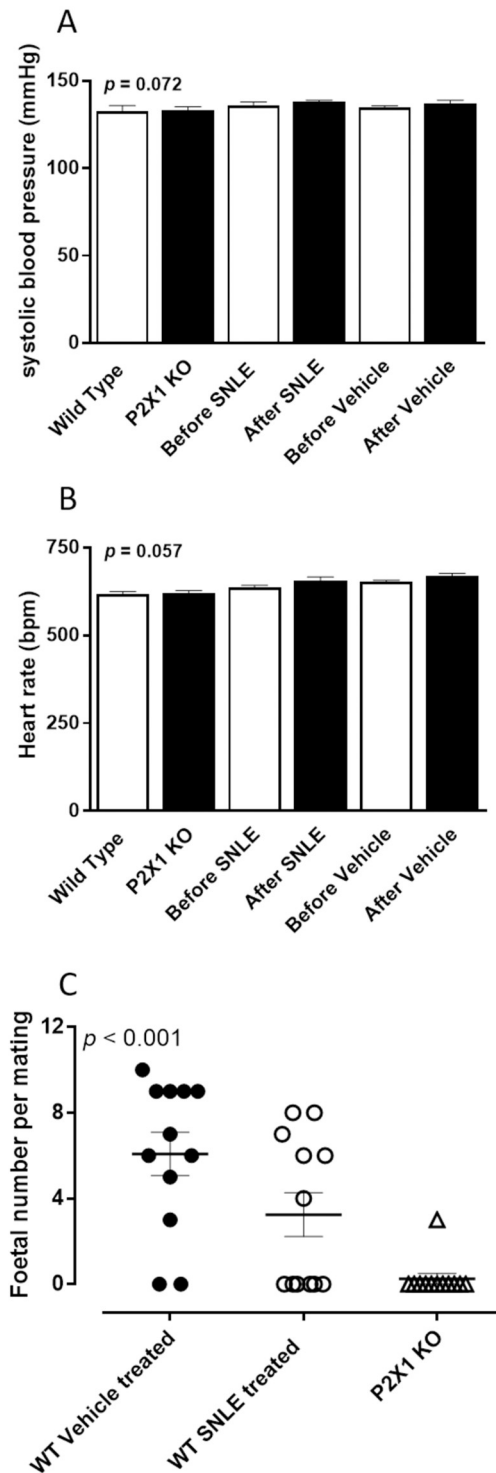 A
p = 0.072
systolic blood pressure (mmHg)
150
100
50
0
Wild Type
P2X1 KO
Before SNLE
After SNLE
Before Vehicle
After Vehicle
B
p = 0.057
Heart rate (bpm)
750
500
250
0
Wild Type
P2X1 KO
Before SNLE
After SNLE
Before Vehicle
After Vehicle
C
p < 0.001
Foetal number per mating
12
8
4
0
WT Vehicle treated
WT SNLE treated
P2X1 KO